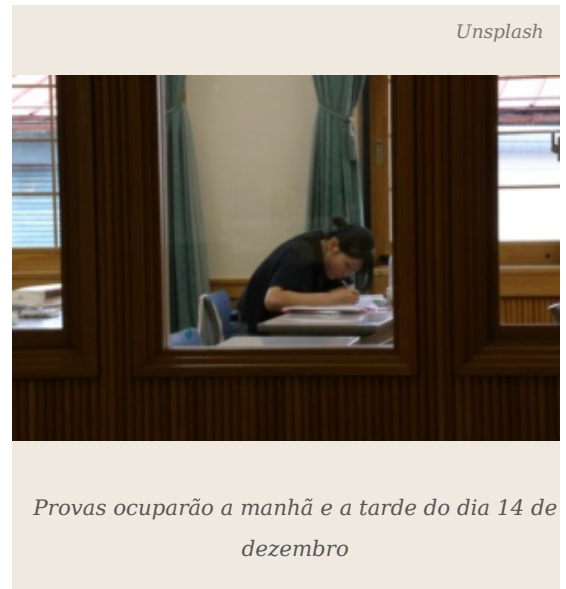 Unsplash
Provas ocuparão a manhã e a tarde do dia 14 de
dezembro